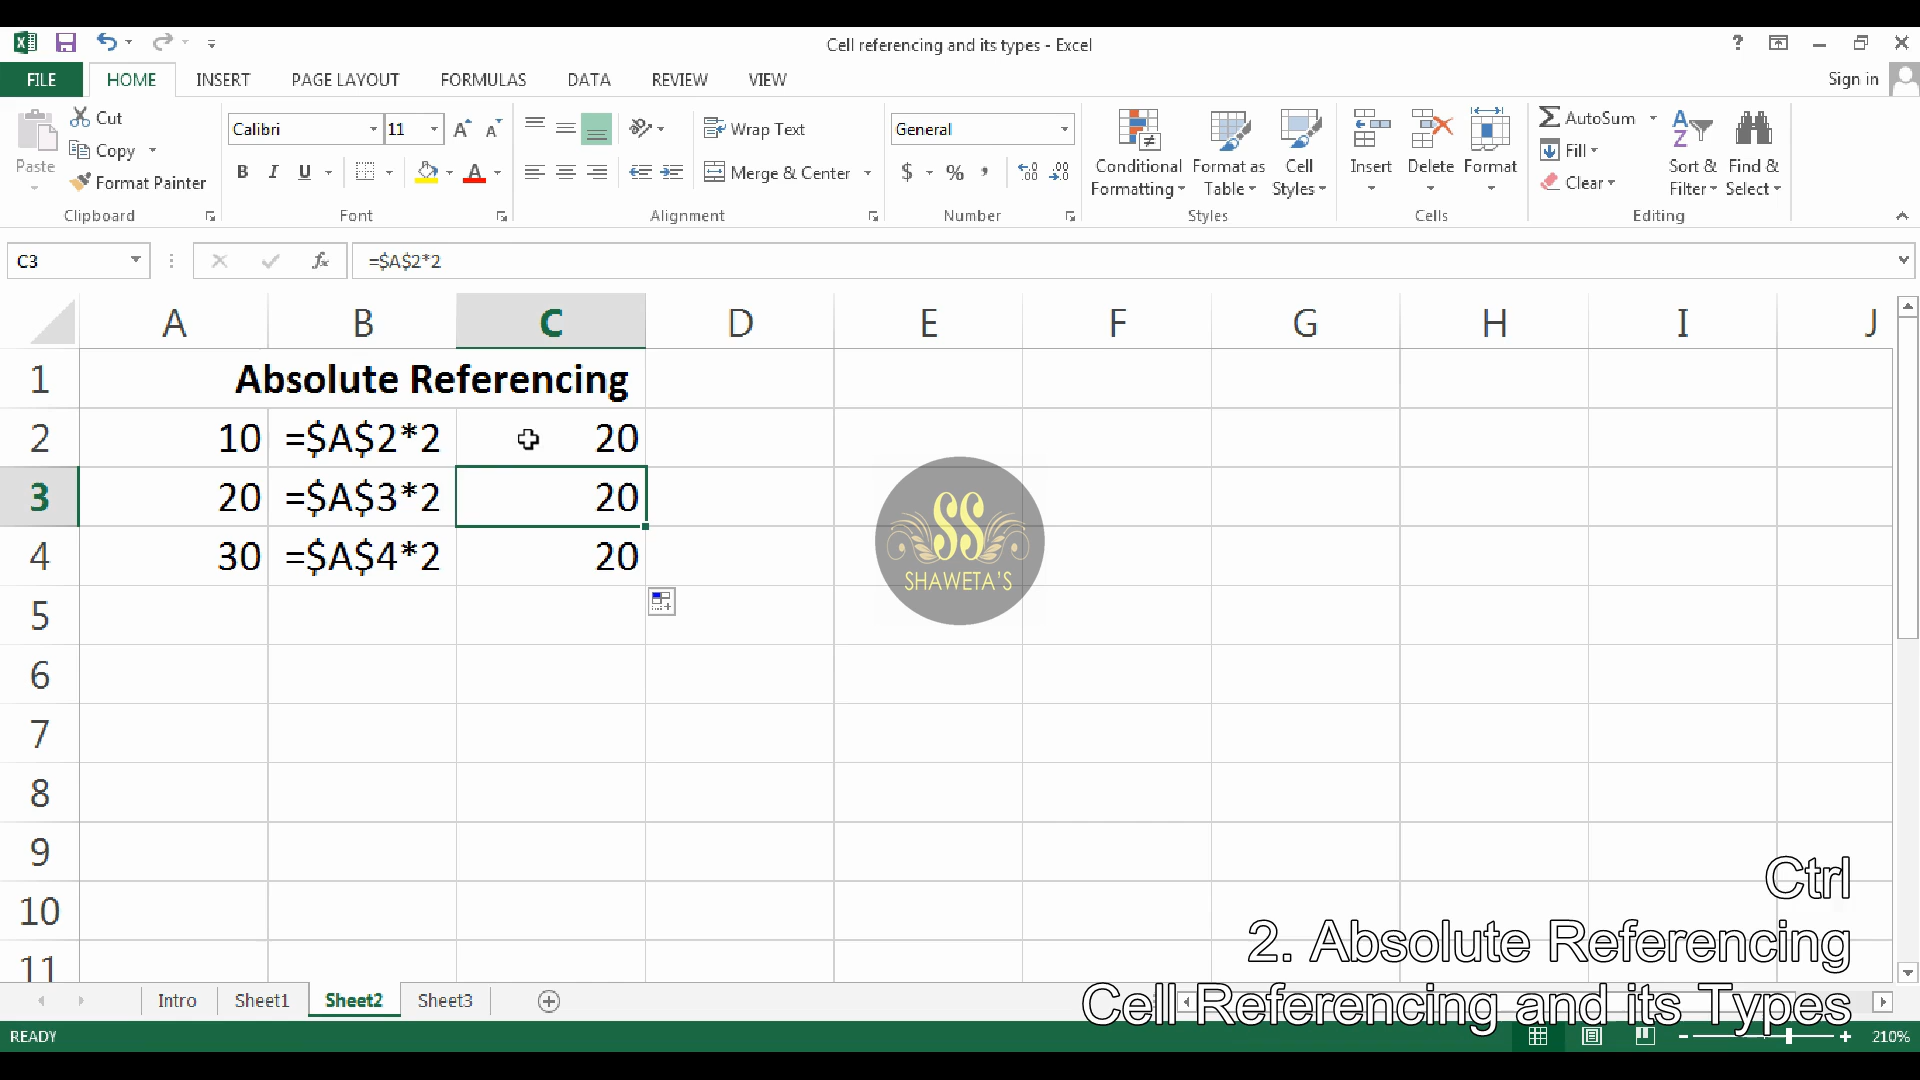 Cell referencing and its types - Excel
?
FILE HOME INSERT PAGE LAYOUT FORMULAS DATA REVIEW VIEW
Sign in
Paste
Cut
Copy
Format Painter
Clipboard
Calibri 11
B I U A
Font
Wrap Text
Merge & Center
Alignment
General
$ % ,
Number
Conditional Formatting
Format as Table
Cell Styles
Styles
Insert
Delete
Format
Cells
AutoSum
Fill
Clear
Sort & Filter
Find & Select
Editing
C3 fx =$A$2*2
A B C D E F G H I J
1 Absolute Referencing
2 10 =$A$2*2 20
3 20 =$A$3*2 20
4 30 =$A$4*2 20
5
6
7
8
9
10
11
SS
SHAWETA'S
Ctrl
2. Absolute Referencing
Cell Referencing and its Types
Intro Sheet1 Sheet2 Sheet3
READY
210%